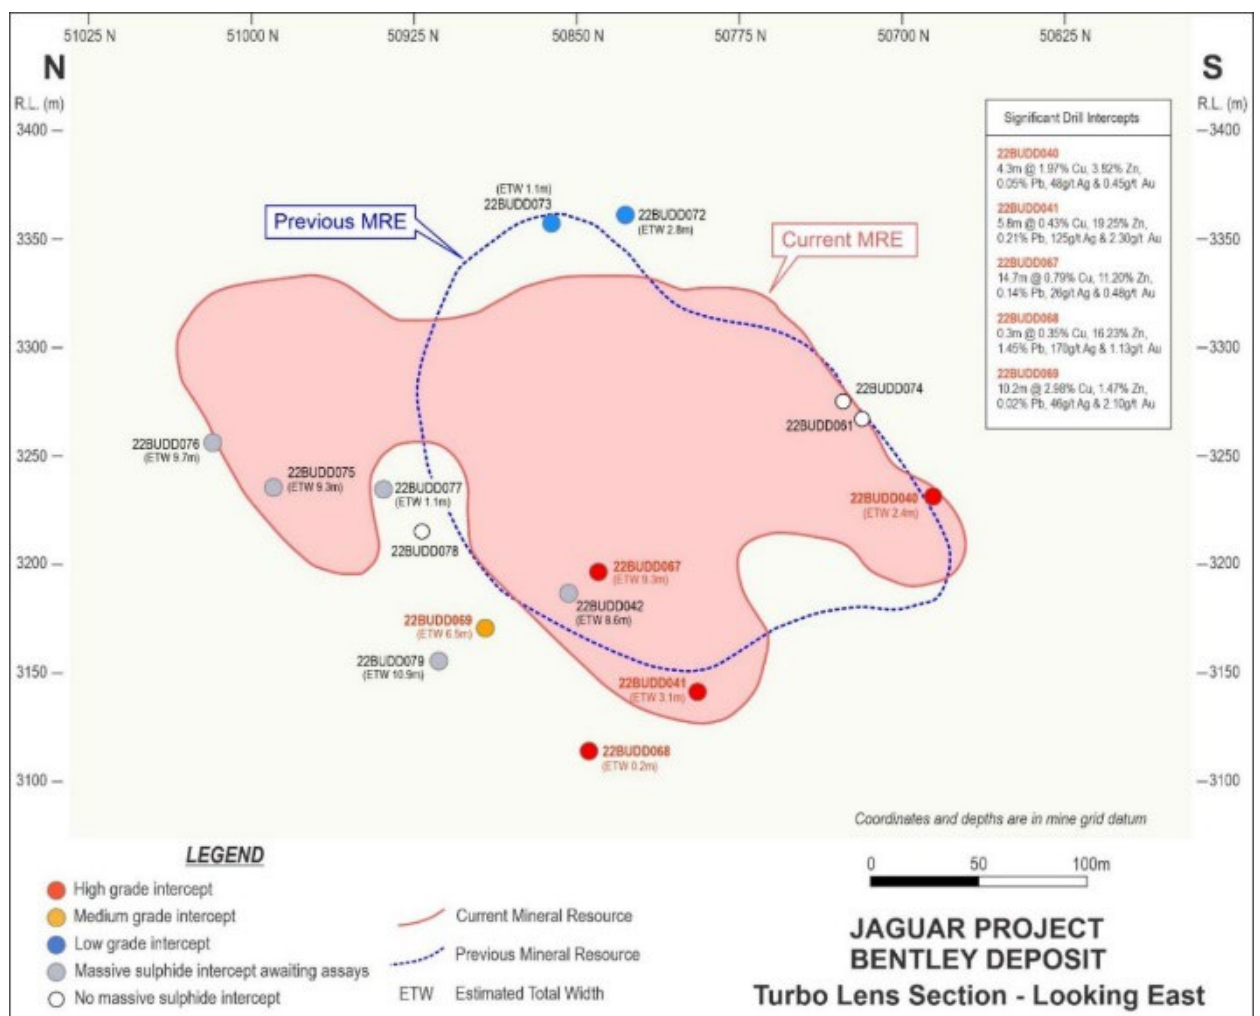 51025 N
51000 N
50925 N
50850 N
50775 N
50700 N
50625 N
N
S
R.L. (m)
R.L. (m)
3400
3400
3350
3350
3300
3300
3250
3250
3200
3200
3150
3150
3100
3100
Significant Drill Intercepts
22BUDD040
4.3m @ 1.97% Cu, 3.82% Zn,
0.05% Pb, 48g/t Ag & 0.45g/t Au
22BUDD041
5.8m @ 0.43% Cu, 19.25% Zn,
0.21% Pb, 125g/t Ag & 2.30g/t Au
22BUDD067
14.7m @ 0.79% Cu, 11.20% Zn,
0.14% Pb, 26g/t Ag & 0.48g/t Au
22BUDD068
0.3m @ 0.35% Cu, 16.23% Zn,
1.45% Pb, 170g/t Ag & 1.13g/t Au
22BUDD069
10.2m @ 2.98% Cu, 1.47% Zn,
0.02% Pb, 46g/t Ag & 2.10g/t Au
Previous MRE
(ETW 1.1m)
22BUDD073
22BUDD072
(ETW 2.8m)
Current MRE
22BUDD074
22BUDD061
22BUDD076
(ETW 9.7m)
22BUDD075
(ETW 9.3m)
22BUDD077
(ETW 1.1m)
22BUDD078
22BUDD040
(ETW 2.4m)
22BUDD067
(ETW 9.3m)
22BUDD042
(ETW 8.6m)
22BUDD069
(ETW 6.5m)
22BUDD079
(ETW 10.9m)
22BUDD041
(ETW 3.1m)
22BUDD068
(ETW 0.2m)
Coordinates and depths are in mine grid datum
LEGEND
High grade intercept
Medium grade intercept
Low grade intercept
Massive sulphide intercept awaiting assays
No massive sulphide intercept
Current Mineral Resource
Previous Mineral Resource
ETW Estimated Total Width
0 50 100m
JAGUAR PROJECT
BENTLEY DEPOSIT
Turbo Lens Section - Looking East